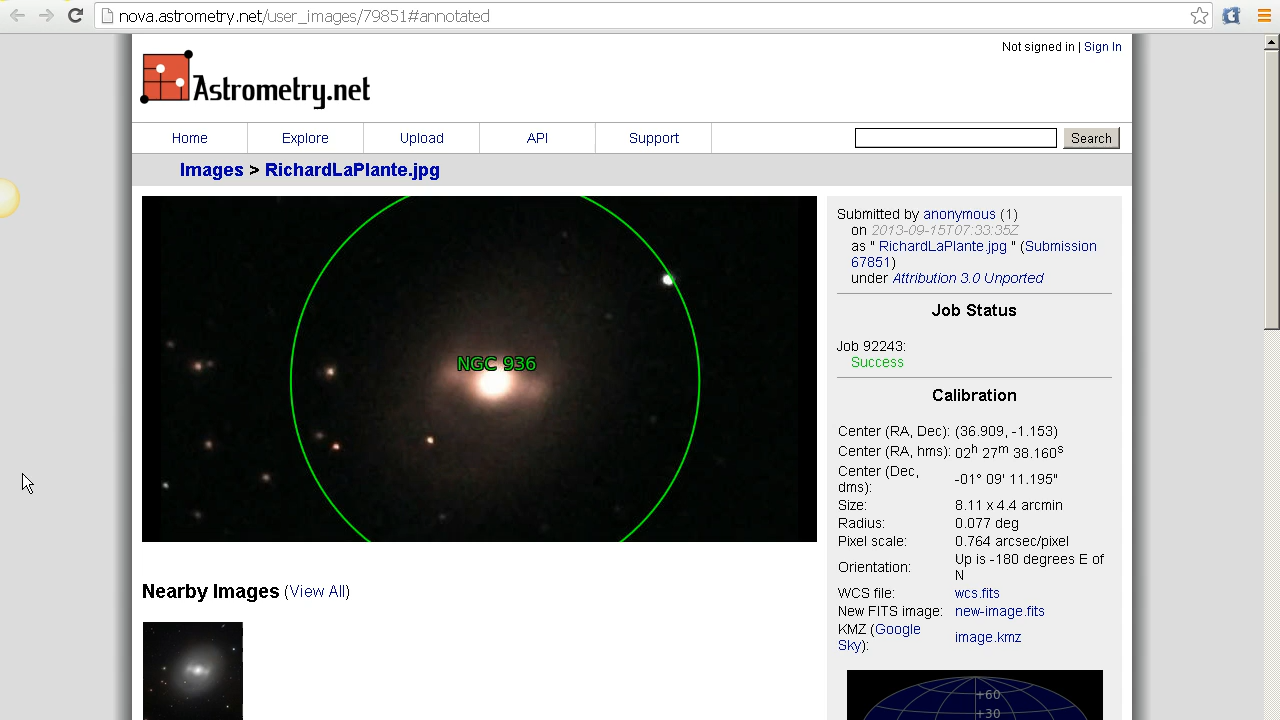 nova.astrometry.net/user_images/79851#annotated
Not signed in | Sign In
Astrometry.net
Home Explore Upload API Support Search
Images > RichardLaPlante.jpg
NGC 936
Submitted by anonymous (1)
on 2013-09-15T07:33:35Z
as " RichardLaPlante.jpg " (Submission
67851)
under Attribution 3.0 Unported
Job Status
Job 92243:
Success
Calibration
Center (RA, Dec): (36.909, -1.153)
Center (RA, hms): 02h 27m 38.160s
Center (Dec, dms): -01° 09' 11.195"
Size: 8.11 x 4.4 arcmin
Radius: 0.077 deg
Pixel scale: 0.764 arcsec/pixel
Orientation: Up is -180 degrees E of N
WCS file: wcs.fits
New FITS image: new-image.fits
KMZ (Google Sky): image.kmz
+60
+30
Nearby Images (View All)